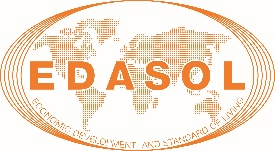 EDASOL
ECONOMIC DEVELOPMENT AND STANDARD OF LIVING